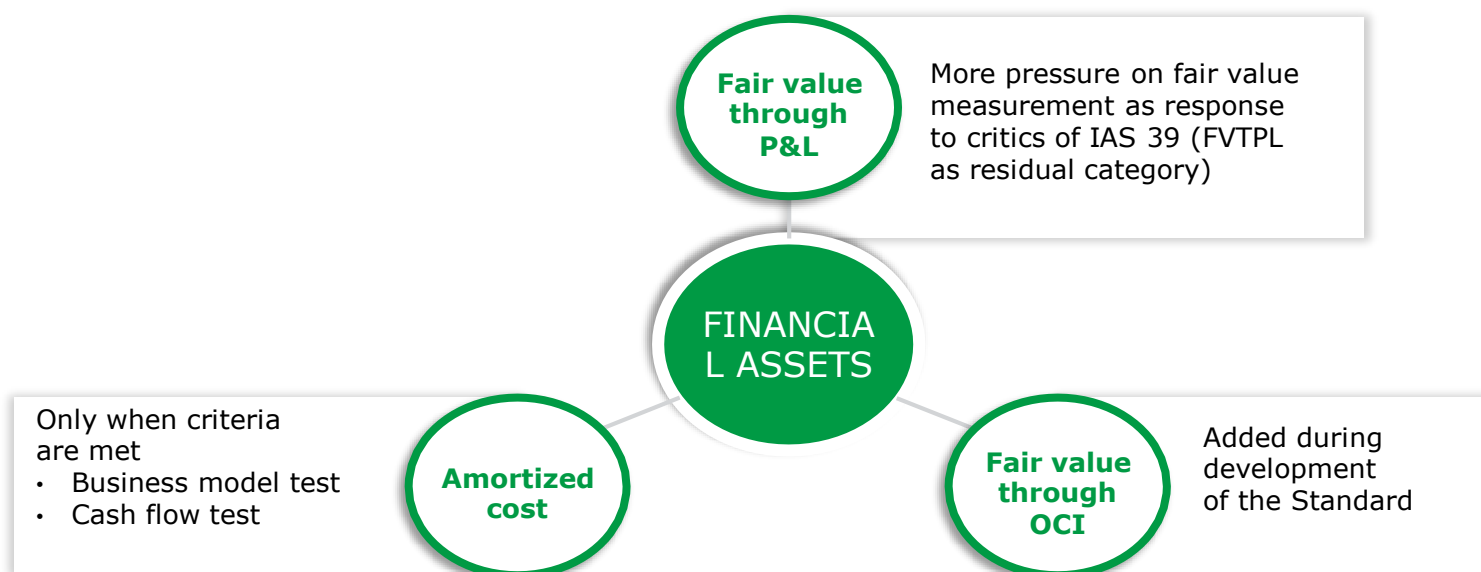 Fair value
through
P&L
More pressure on fair value
measurement as response
to critics of IAS 39 (FVTPL
as residual category)
FINANCIA
L ASSETS
Only when criteria
are met
• Business model test
• Cash flow test
Amortized
cost
Fair value
through
OCI
Added during
development
of the Standard